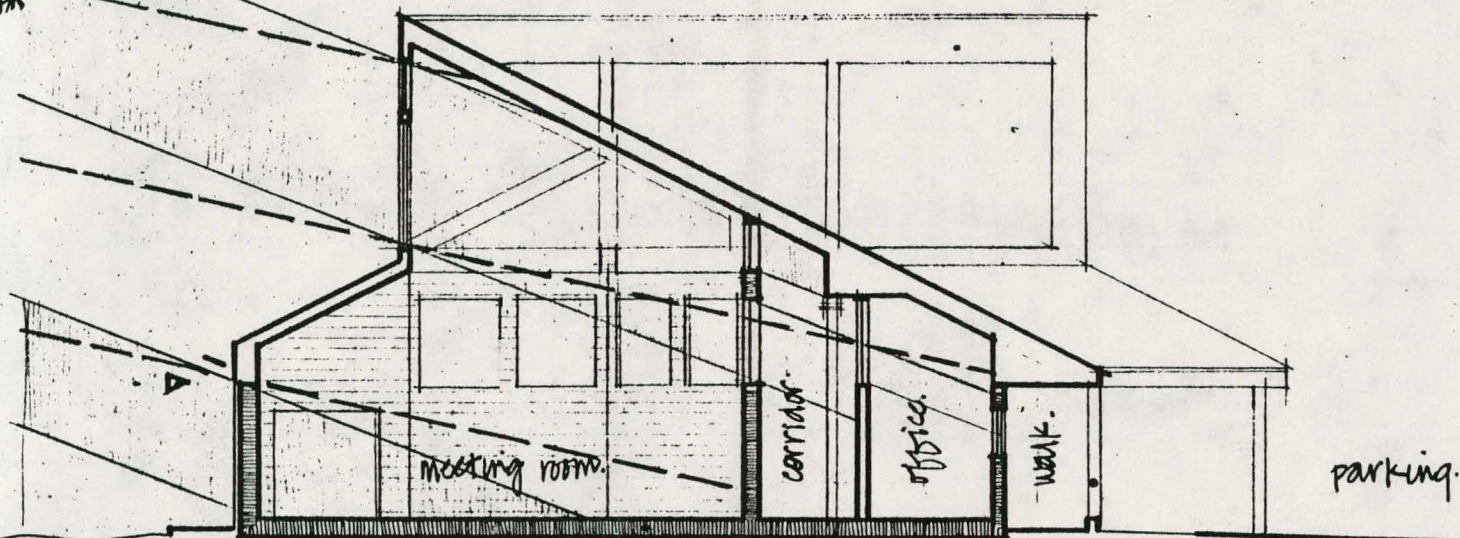 meeting room.
corridor.
office.
walk.
parking.